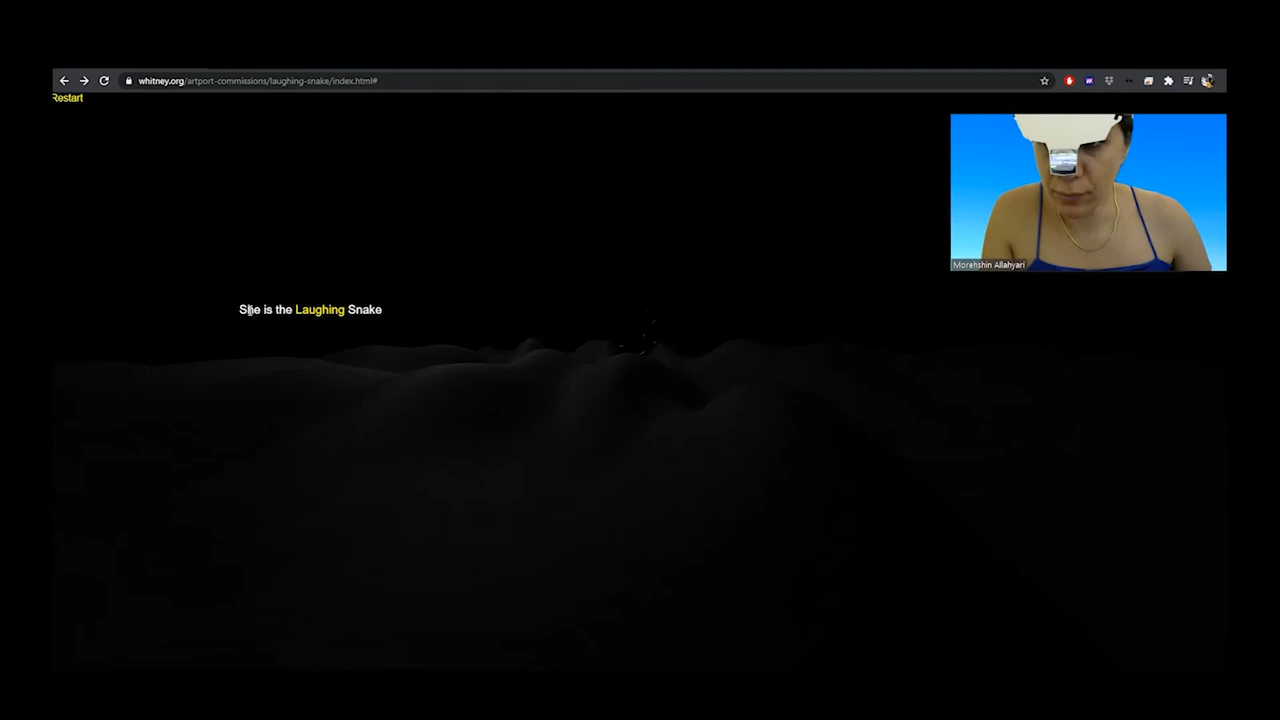 whitney.org/artport-commissions/laughing-snake/index.html#
Restart
Morehshin Allahyari
She is the Laughing Snake